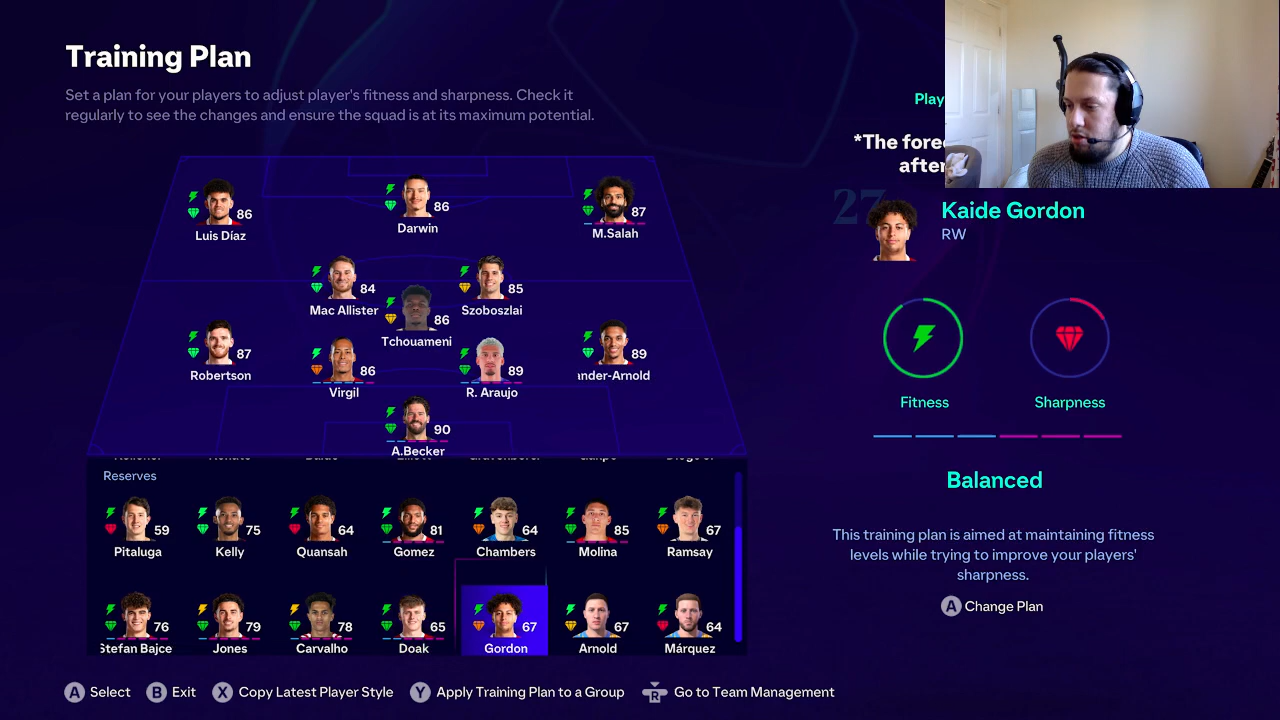 Training Plan
Set a plan for your players to adjust player's fitness and sharpness. Check it
regularly to see the changes and ensure the squad is at its maximum potential.
Play
*The fore
after
27
Kaide Gordon
RW
86
Luis Díaz
86
Darwin
87
M.Salah
84
Mac Allister
85
Szoboszlai
86
Tchouameni
87
Robertson
86
Virgil
89
R. Araujo
89
ander-Arnold
90
A.Becker
Fitness
Sharpness
Balanced
This training plan is aimed at maintaining fitness
levels while trying to improve your players'
sharpness.
A Change Plan
Reserves
59 75 64 81 64 85 67
Pitaluga Kelly Quansah Gomez Chambers Molina Ramsay
76 79 78 65 67 67 64
Stefan Bajce Jones Carvalho Doak Gordon Arnold Márquez
A Select B Exit X Copy Latest Player Style Y Apply Training Plan to a Group R Go to Team Management